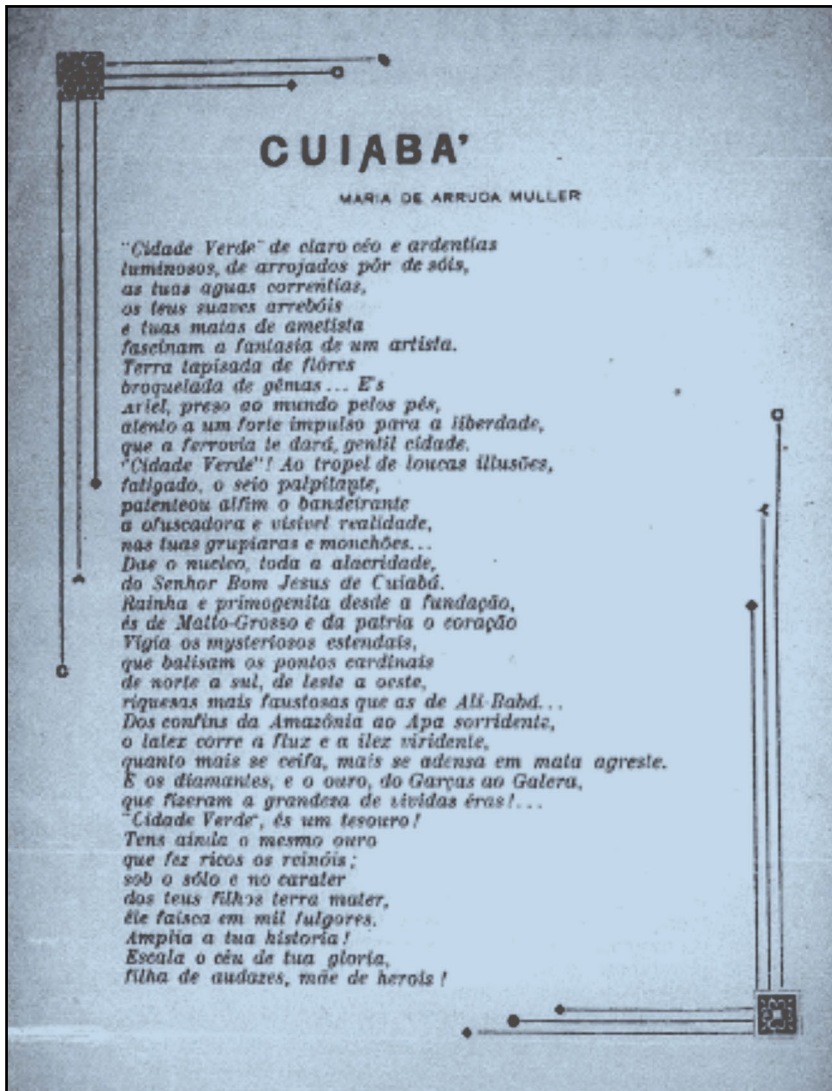 CUIABA'
MARIA DE ARRUDA MULLER
"Cidade Verde" de claro céo e ardentias
luminosos, de arrojados pôr de sóis,
as tuas aguas correntias,
os teus suaves arrebóis
e tuas matas de ametista
fascinam a fantasia de um artista.
Terra tapisada de flôres
broquelada de gêmas ... E's
Ariel, preso ao mundo pelos pés,
atento a um forte impulso para a liberdade,
que a ferrovia te dará, gentil cidade.
"Cidade Verde"! Ao tropel de loucas illusões,
fatigado, o seio palpitante,
patenteou alfim o bandeirante
a ofuscadora e visivel realidade,
nas tuas grupiaras e monchões...
Dae o nucleo, toda a alacridade,
do Senhor Bom Jesus de Cuiabá.
Rainha e primogenita desde a fundação,
és de Matto-Grosso e da patria o coração
Vigia os mysteriosos estendais,
que balisam os pontos cardinais
de norte a sul, de leste a oeste,
riquesas mais faustosas que as de Ali-Babá...
Dos confins da Amazônia ao Apa sorridente,
o latex corre a flux e a ilex viridente,
quanto mais se ceifa, mais se adensa em mata agreste.
E os diamantes, e o ouro, do Garças ao Galera,
que fizeram a grandesa de vividas éras!...
"Cidade Verde", és um tesouro!
Tens ainda o mesmo ouro
que fez ricos os reinóis;
sob o sólo e no carater
dos teus filhos terra mater,
êle faisca em mil fulgores.
Amplia a tua historia!
Escala o céu de tua gloria,
filha de audazes, mãe de herois!